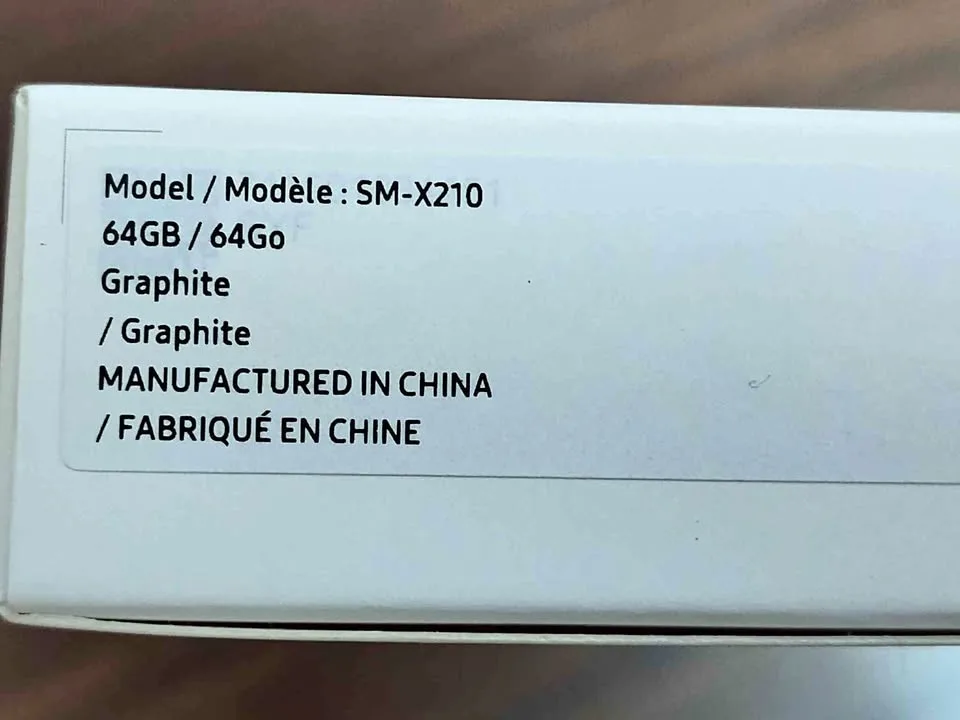 Model / Modèle : SM-X210
64GB / 64Go
Graphite
/ Graphite
MANUFACTURED IN CHINA
/ FABRIQUÉ EN CHINE